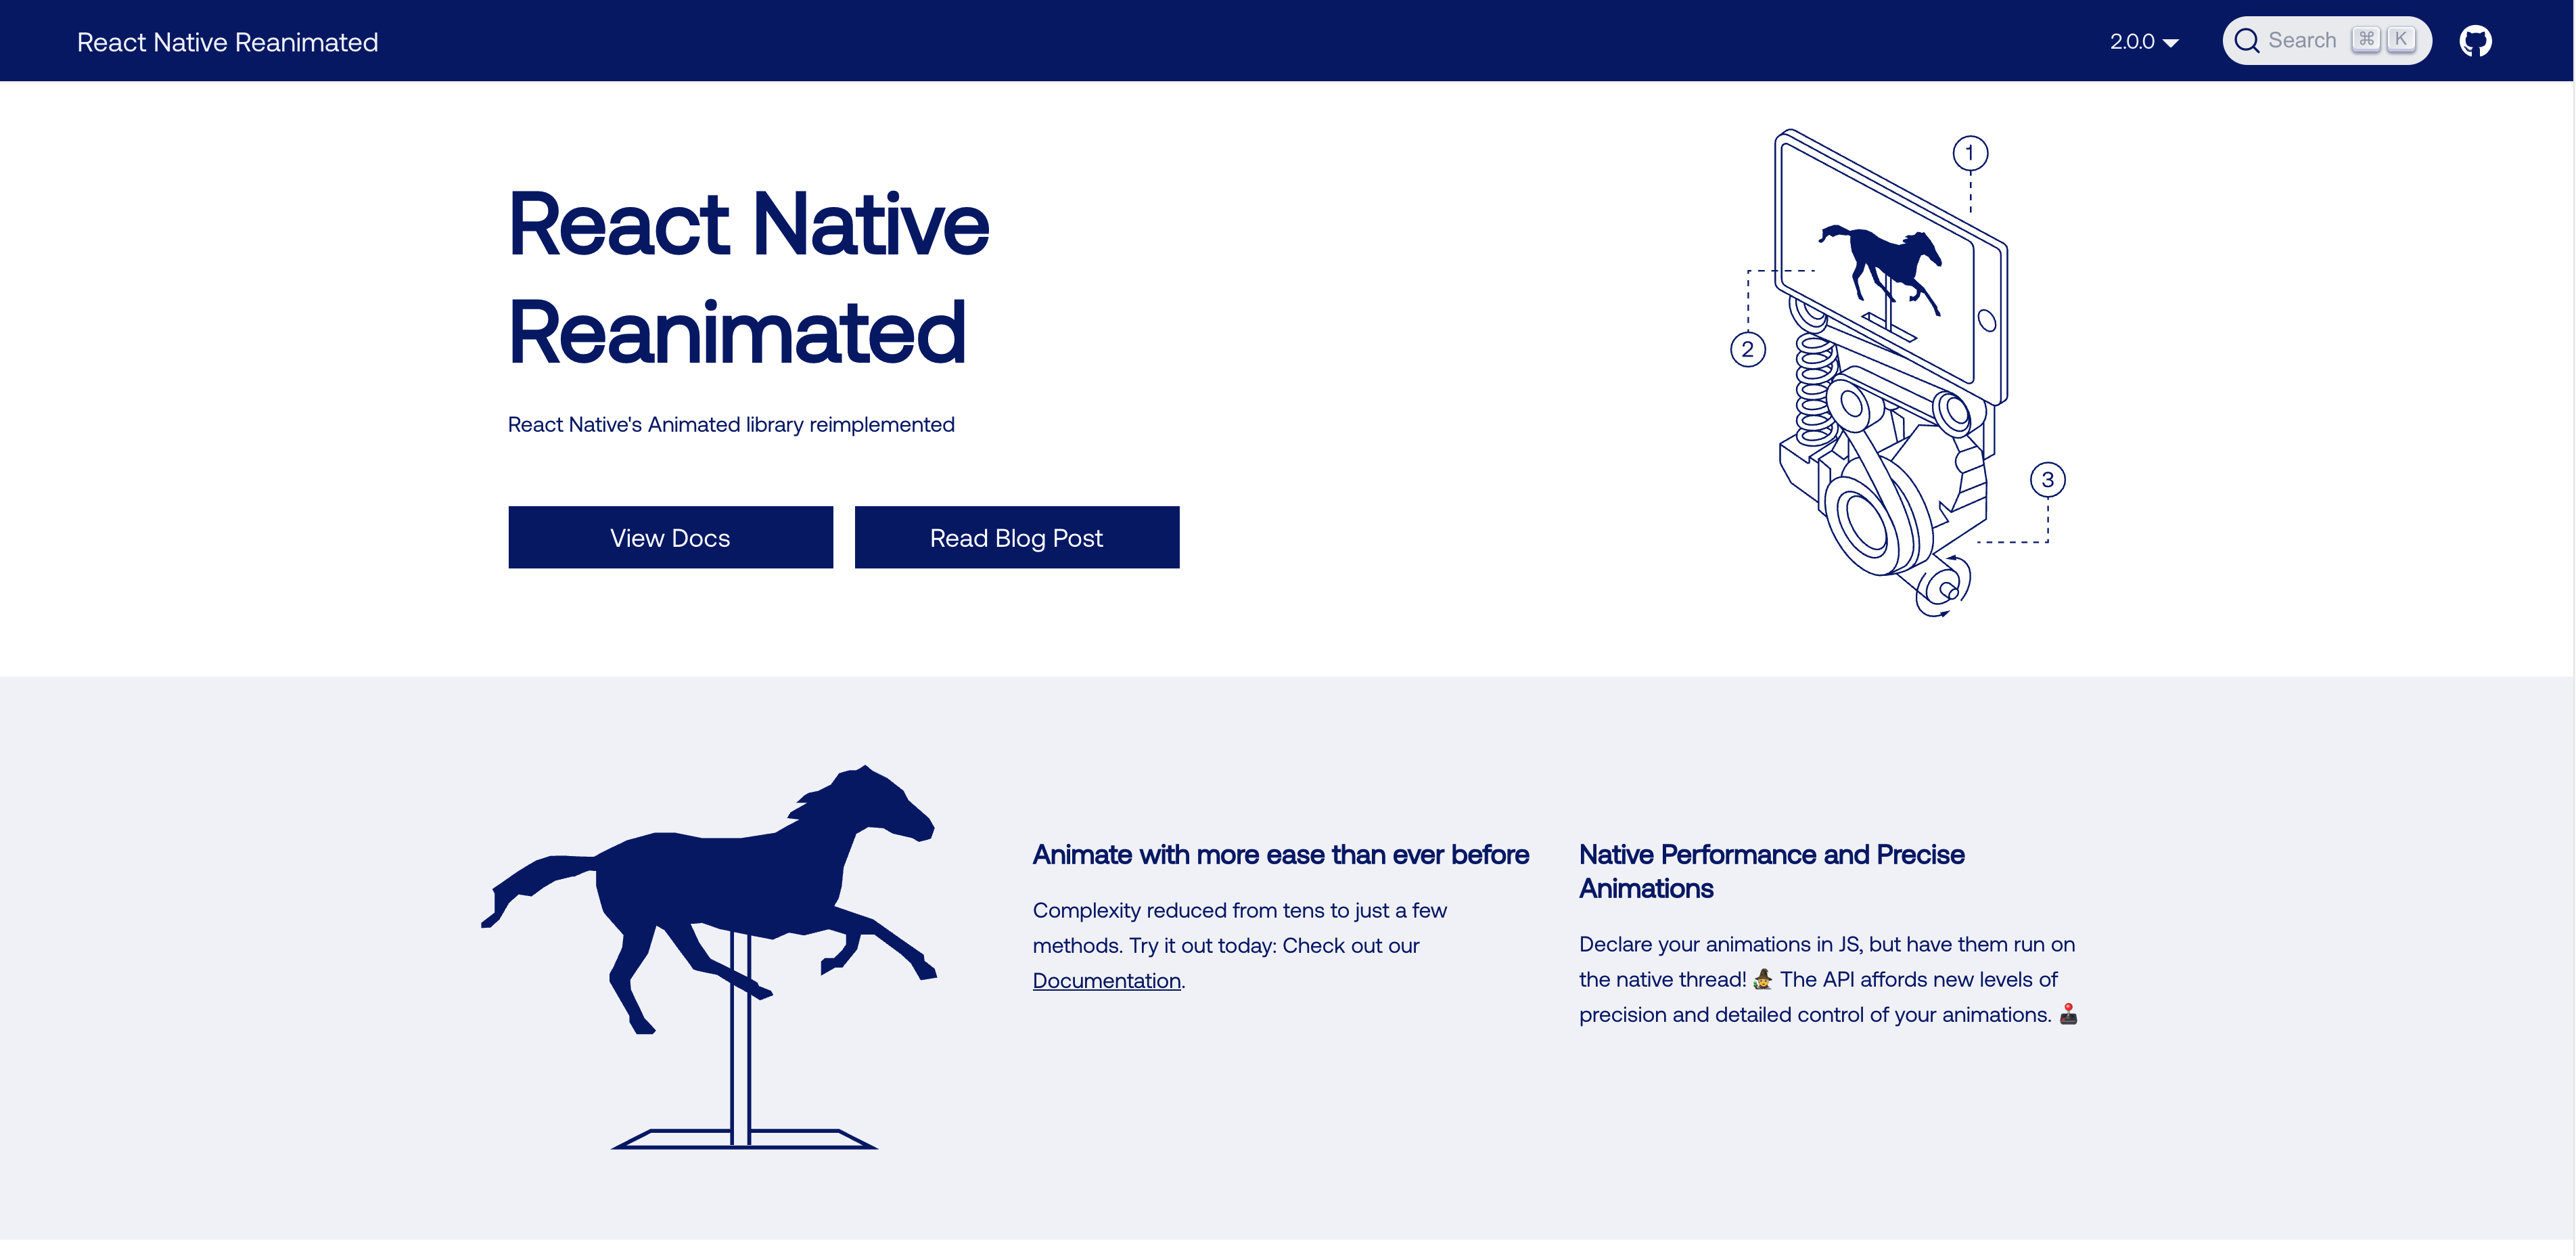 React Native Reanimated
2.0.0
Search ⌘ K
React Native
Reanimated
React Native's Animated library reimplemented
View Docs
Read Blog Post
1
2
3
Animate with more ease than ever before
Complexity reduced from tens to just a few
methods. Try it out today: Check out our
Documentation.
Native Performance and Precise
Animations
Declare your animations in JS, but have them run on
the native thread! 🧙‍♀️ The API affords new levels of
precision and detailed control of your animations. 🕹️